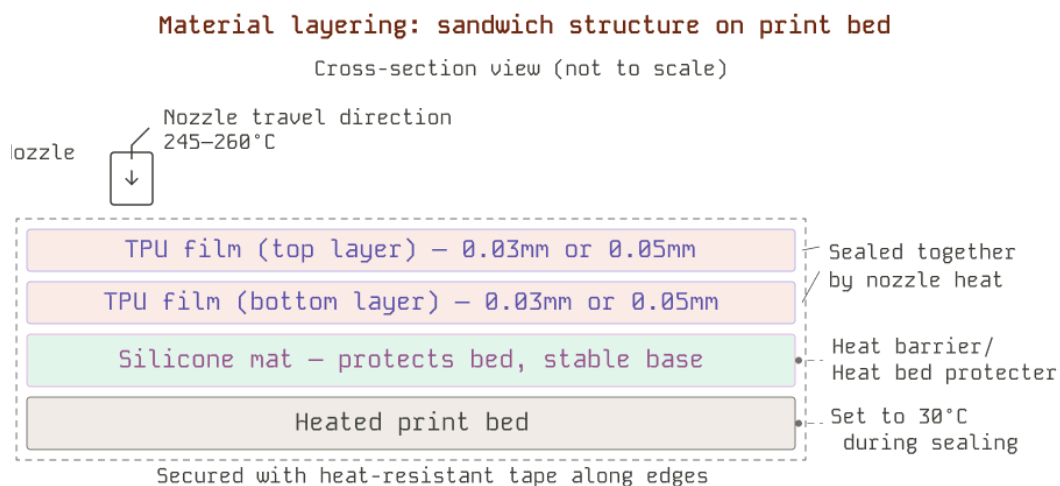 Material layering: sandwich structure on print bed
Cross-section view (not to scale)
Nozzle travel direction
245–260°C
lozzle
TPU film (top layer) — 0.03mm or 0.05mm
Sealed together
by nozzle heat
TPU film (bottom layer) — 0.03mm or 0.05mm
Silicone mat — protects bed, stable base
Heat barrier/
Heat bed protecter
Heated print bed
Set to 30°C
during sealing
Secured with heat-resistant tape along edges